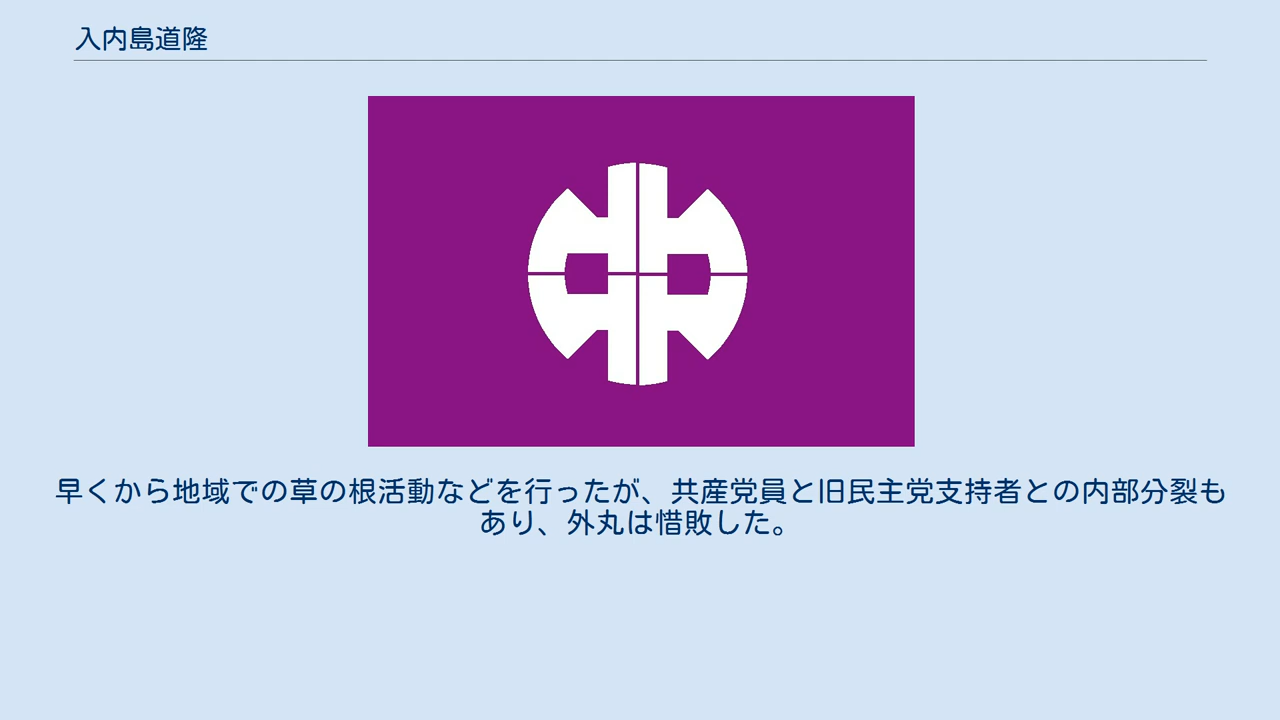 入内島道隆
早くから地域での草の根活動などを行ったが、共産党員と旧民主党支持者との内部分裂も
あり、外丸は惜敗した。